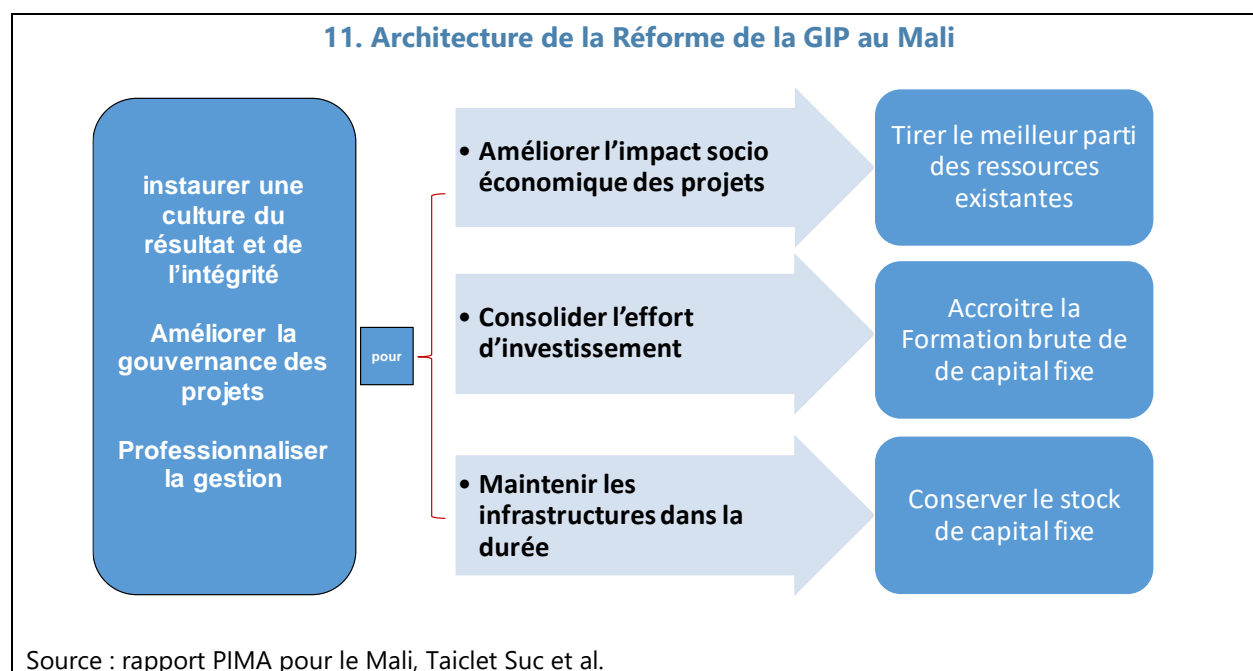 11. Architecture de la Réforme de la GIP au Mali
instaurer une
culture du
résultat et de
l'intégrité
Améliorer la
gouvernance des
projets
Professionnaliser
la gestion
pour
• Améliorer l'impact socio
économique des projets
Tirer le meilleur parti
des ressources
existantes
• Consolider l'effort
d'investissement
Accroitre la
Formation brute de
de capital fixe
• Maintenir les
infrastructures dans la
durée
Conserver le stock
de capital fixe
Source : rapport PIMA pour le Mali, Taiclet Suc et al.